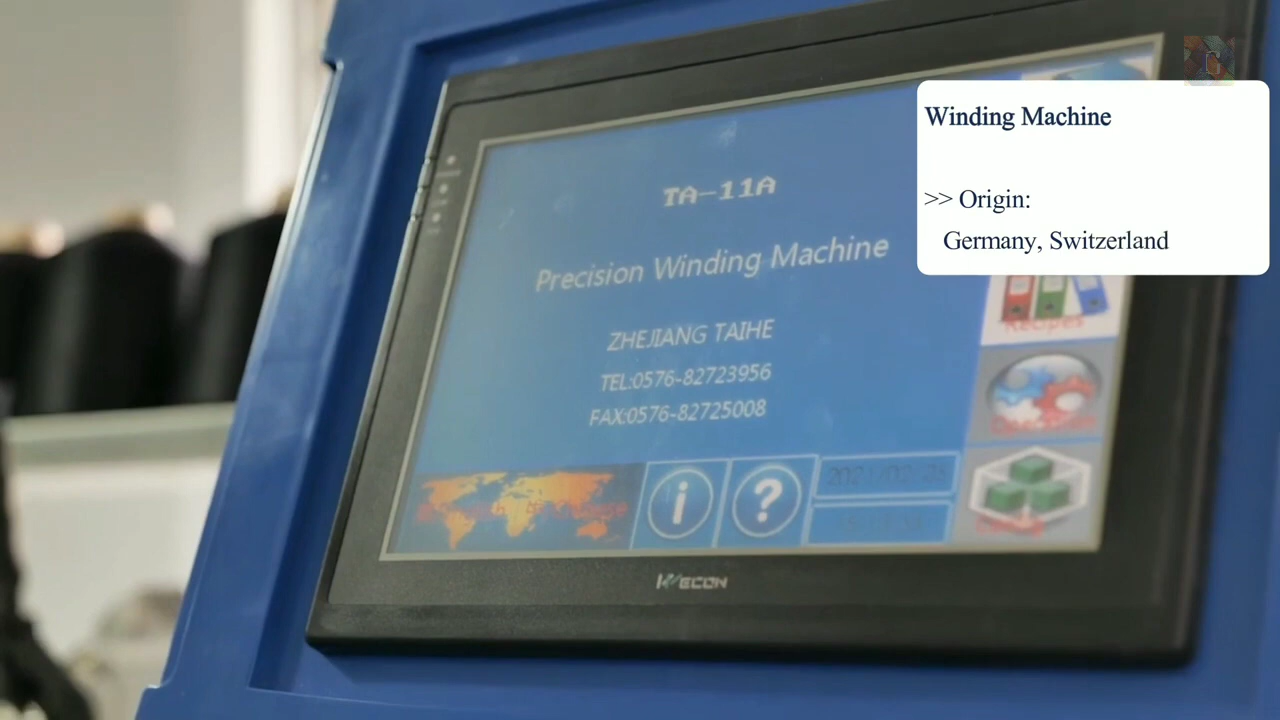 TA-11A
Precision Winding Machine
ZHEJIANG TAIHE
TEL:0576-82723956
FAX:0576-82725008
WECON
Recipes
Winding Machine
>> Origin:
Germany, Switzerland